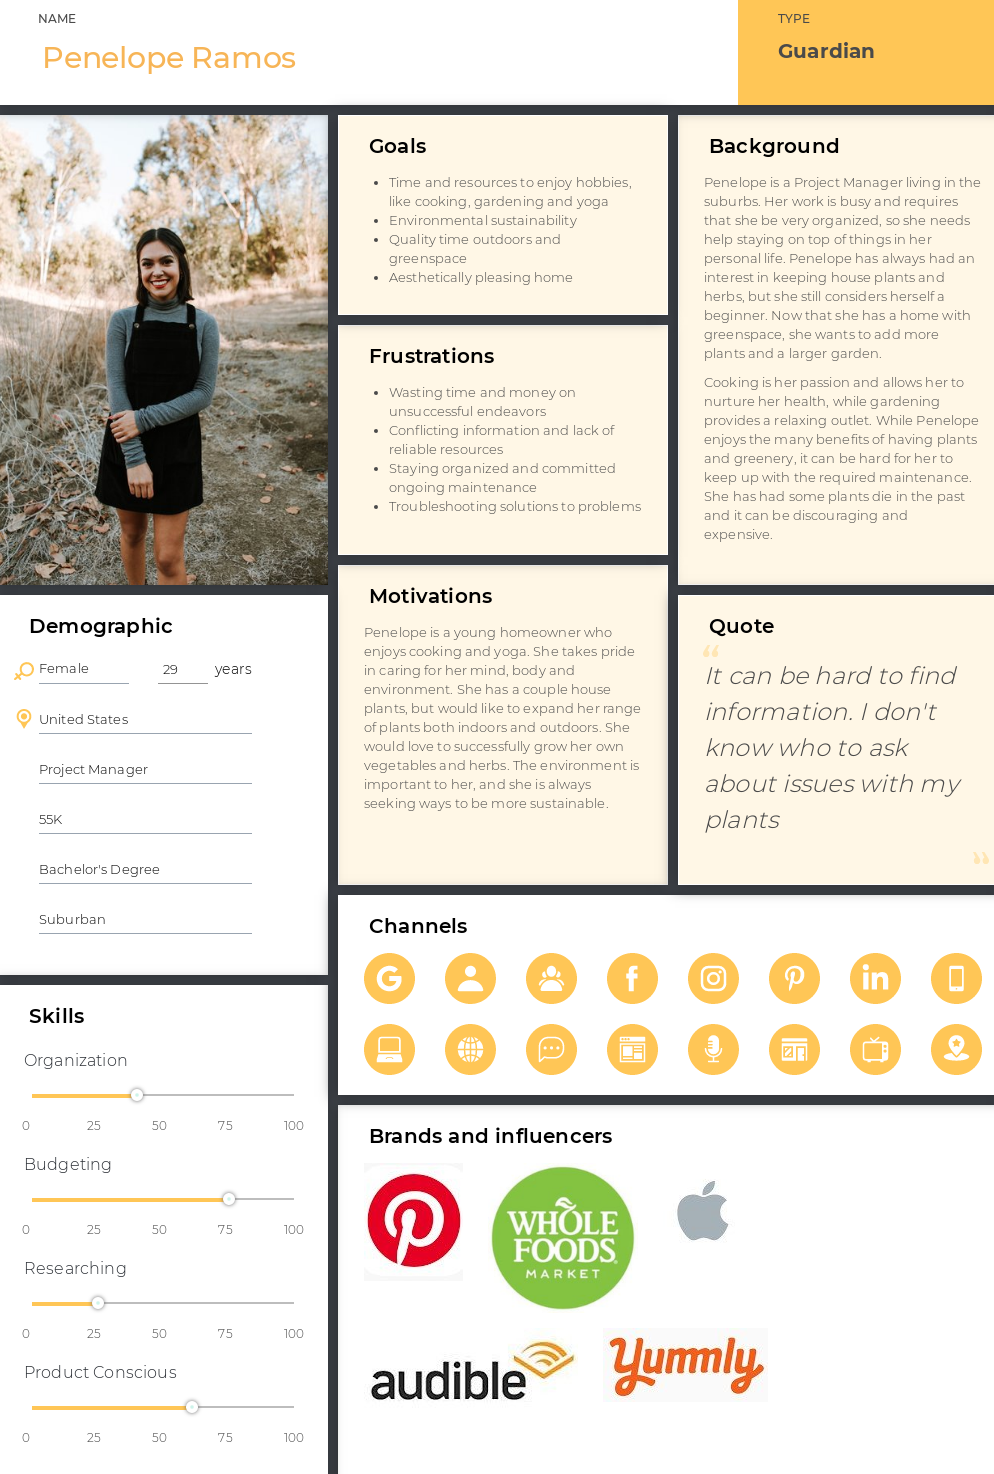 NAME
Penelope Ramos
TYPE
Guardian
Goals
• Time and resources to enjoy hobbies,
like cooking, gardening and yoga
• Environmental sustainability
• Quality time outdoors and
greenspace
• Aesthetically pleasing home
Background
Penelope is a Project Manager living in the
suburbs. Her work is busy and requires
that she be very organized, so she needs
help staying on top of things in her
personal life. Penelope has always had an
interest in keeping house plants and
herbs, but she still considers herself a
beginner. Now that she has a home with
greenspace, she wants to add more
plants and a larger garden.
Cooking is her passion and allows her to
nurture her health, while gardening
provides a relaxing outlet. While Penelope
enjoys the many benefits of having plants
and greenery, it can be hard for her to
keep up with the required maintenance.
She has had some plants die in the past
and it can be discouraging and
expensive.
Frustrations
• Wasting time and money on
unsuccessful endeavors
• Conflicting information and lack of
reliable resources
• Staying organized and committed
ongoing maintenance
• Troubleshooting solutions to problems
Motivations
Penelope is a young homeowner who
enjoys cooking and yoga. She takes pride
in caring for her mind, body and
environment. She has a couple house
plants, but would like to expand her range
of plants both indoors and outdoors. She
would love to successfully grow her own
vegetables and herbs. The environment is
important to her, and she is always
seeking ways to be more sustainable.
Quote
“
It can be hard to find
information. I don't
know who to ask
about issues with my
plants
“
Demographic
Female 29 years
United States
Project Manager
55K
Bachelor's Degree
Suburban
Skills
Organization
0 25 50 75 100
Budgeting
0 25 50 75 100
Researching
0 25 50 75 100
Product Conscious
0 25 50 75 100
Channels
Brands and influencers
WHOLE
FOODS
MARKET
audible
Yummly